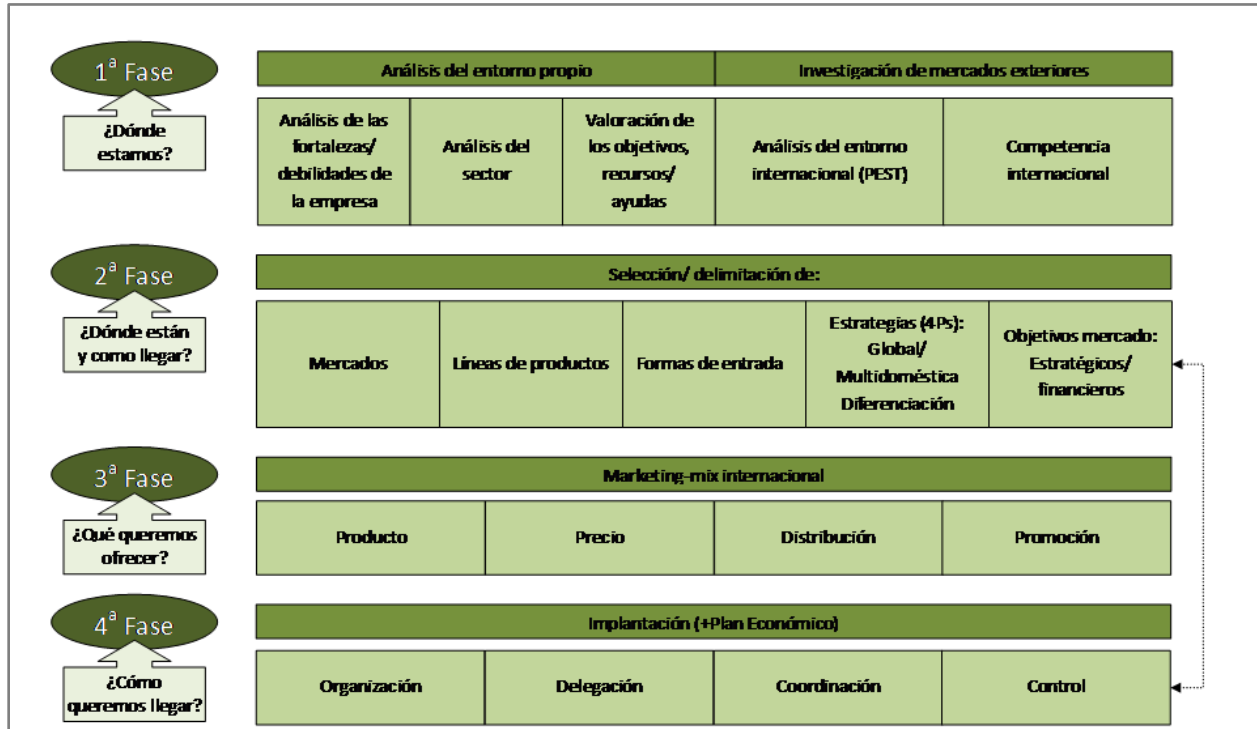 1ª Fase
¿Dónde
estamos?
Análisis del entorno propio
Investigación de mercados exteriores
Análisis de las
fortalezas/
debilidades de
la empresa
Análisis del
sector
Valoración de
los objetivos,
recursos/
ayudas
Análisis del entorno
internacional (PEST)
Competencia
internacional
2ª Fase
¿Dónde están
y como llegar?
Selección/ delimitación de:
Mercados
Líneas de productos
Formas de entrada
Estrategias (4Ps):
Global/
Multidoméstica
Diferenciación
Objetivos mercado:
Estratégicos/
financieros
3ª Fase
¿Qué queremos
ofrecer?
Marketing-mix internacional
Producto
Precio
Distribución
Promoción
4ª Fase
¿Cómo
queremos llegar?
Implantación (+Plan Económico)
Organización
Delegación
Coordinación
Control